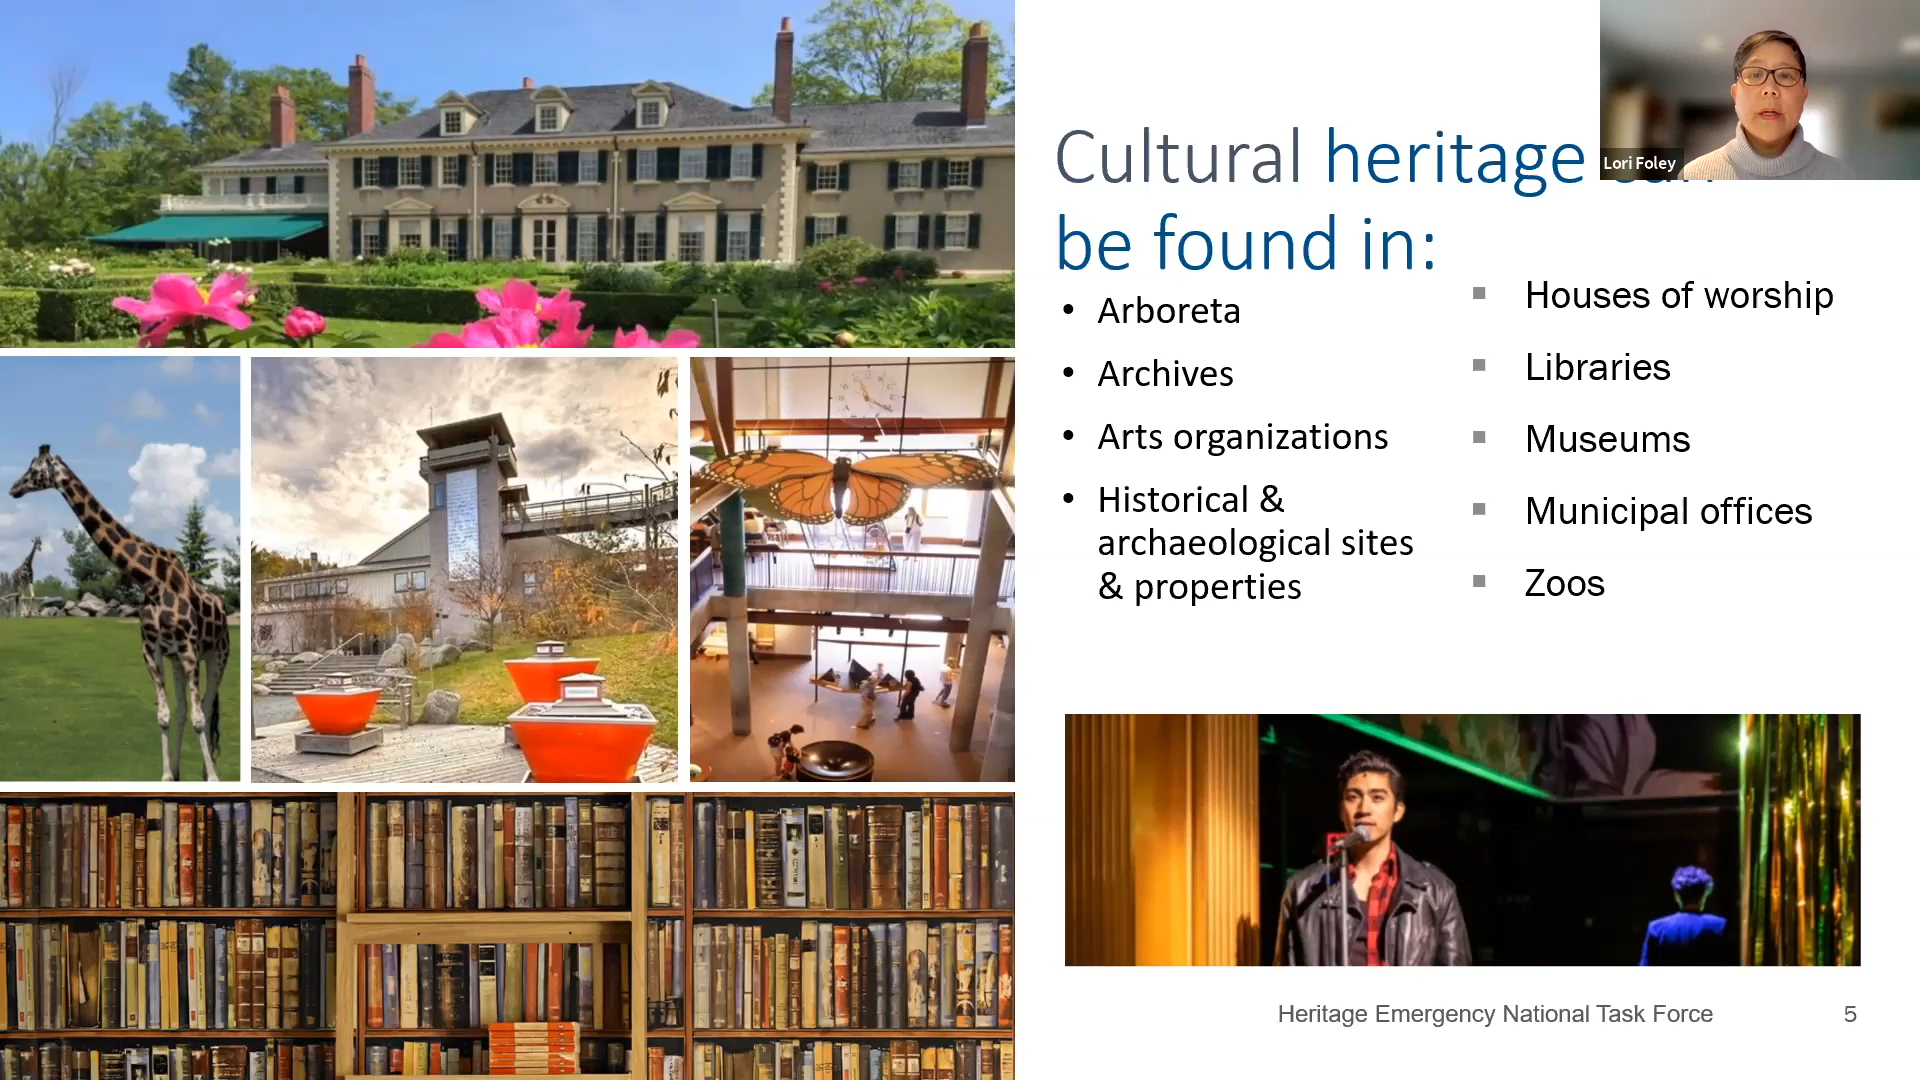 Cultural heritage
be found in:
• Arboreta
• Archives
• Arts organizations
• Historical &
archaeological sites
& properties
▪ Houses of worship
▪ Libraries
▪ Museums
▪ Municipal offices
▪ Zoos
Lori Foley
Heritage Emergency National Task Force
5